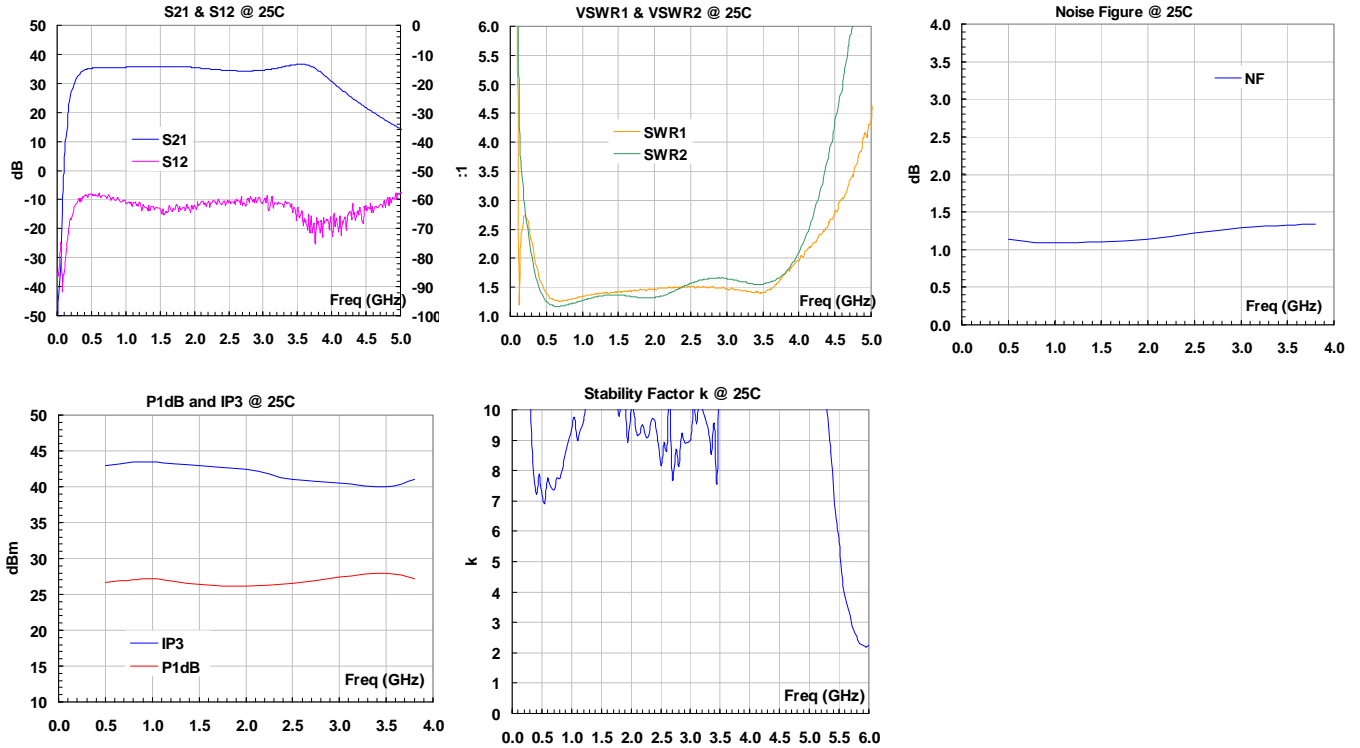 S21 & S12 @ 25C
50
40
30
20
10
0
-10
-20
-30
-40
-50
dB
0
-10
-20
-30
-40
-50
-60
-70
-80
-90
-100
S21
S12
Freq (GHz)
0.0 0.5 1.0 1.5 2.0 2.5 3.0 3.5 4.0 4.5 5.0
VSWR1 & VSWR2 @ 25C
6.0
5.5
5.0
4.5
4.0
3.5
3.0
2.5
2.0
1.5
1.0
:1
SWR1
SWR2
Freq (GHz)
0.0 0.5 1.0 1.5 2.0 2.5 3.0 3.5 4.0 4.5 5.0
Noise Figure @ 25C
4.0
3.5
3.0
2.5
2.0
1.5
1.0
0.5
0.0
dB
NF
Freq (GHz)
0.0 0.5 1.0 1.5 2.0 2.5 3.0 3.5 4.0
P1dB and IP3 @ 25C
50
45
40
35
30
25
20
15
10
dBm
IP3
P1dB
Freq (GHz)
0.0 0.5 1.0 1.5 2.0 2.5 3.0 3.5 4.0
Stability Factor k @ 25C
10
9
8
7
6
5
4
3
2
1
0
k
Freq (GHz)
0.0 0.5 1.0 1.5 2.0 2.5 3.0 3.5 4.0 4.5 5.0 5.5 6.0